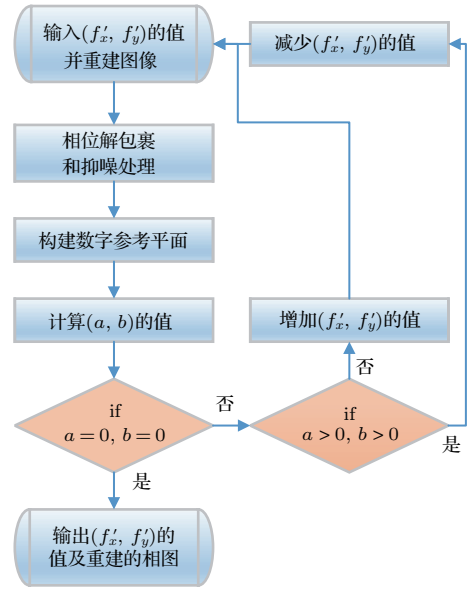 输入(f′x, f′y)的值
并重建图像
减少(f′x, f′y)的值
相位解包裹
和抑噪处理
构建数字参考平面
计算(a, b)的值
增加(f′x, f′y)的值
否
if
a = 0, b = 0
否
if
a > 0, b > 0
是
是
输出(f′x, f′y)的
值及重建的相图